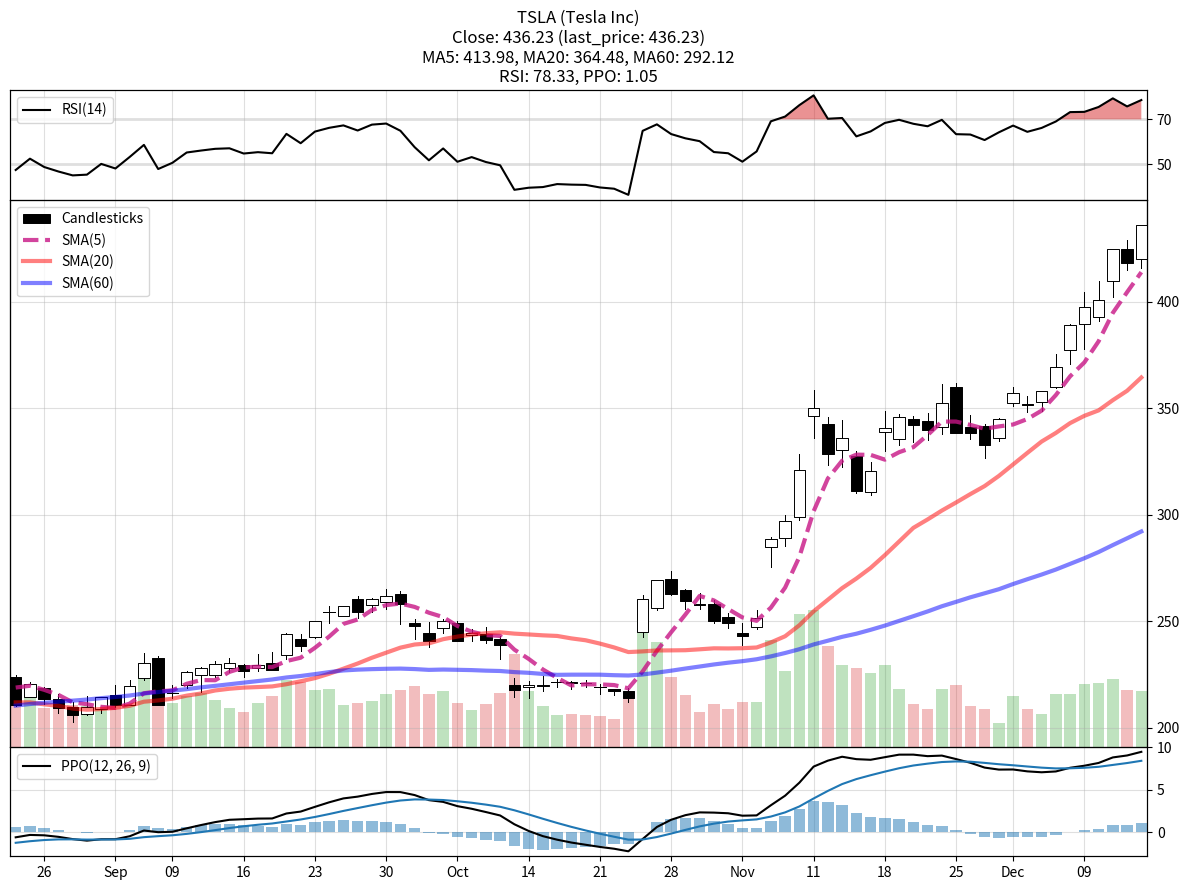 TSLA (Tesla Inc)
Close: 436.23 (last_price: 436.23)
MA5: 413.98, MA20: 364.48, MA60: 292.12
RSI: 78.33, PPO: 1.05
RSI(14)
70
50
Candlesticks
SMA(5)
SMA(20)
SMA(60)
400
350
300
250
200
PPO(12, 26, 9)
10
5
0
26 Sep 09 16 23 30 Oct 14 21 28 Nov 11 18 25 Dec 09